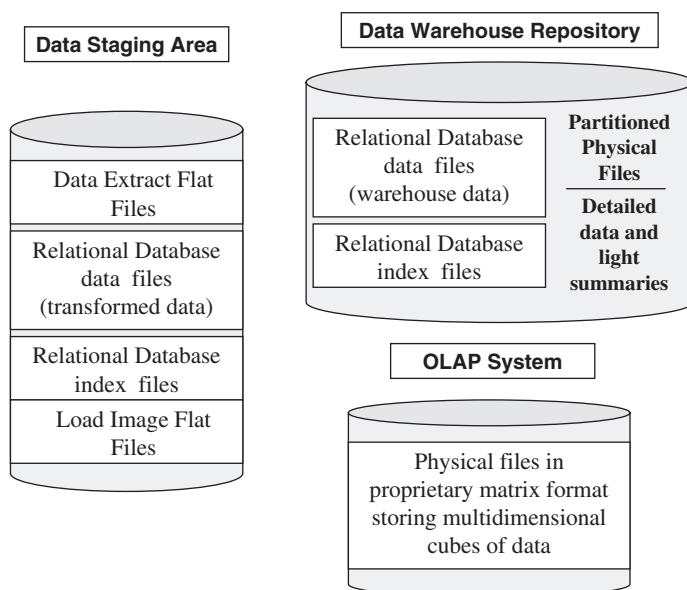 Data Staging Area
Data Extract Flat
Files
Relational Database
data files
(transformed data)
Relational Database
index files
Load Image Flat
Files
Data Warehouse Repository
Relational Database
data files
(warehouse data)
Relational Database
index files
Partitioned
Physical
Files
Detailed
data and
light
summaries
OLAP System
Physical files in
proprietary matrix format
storing multidimensional
cubes of data